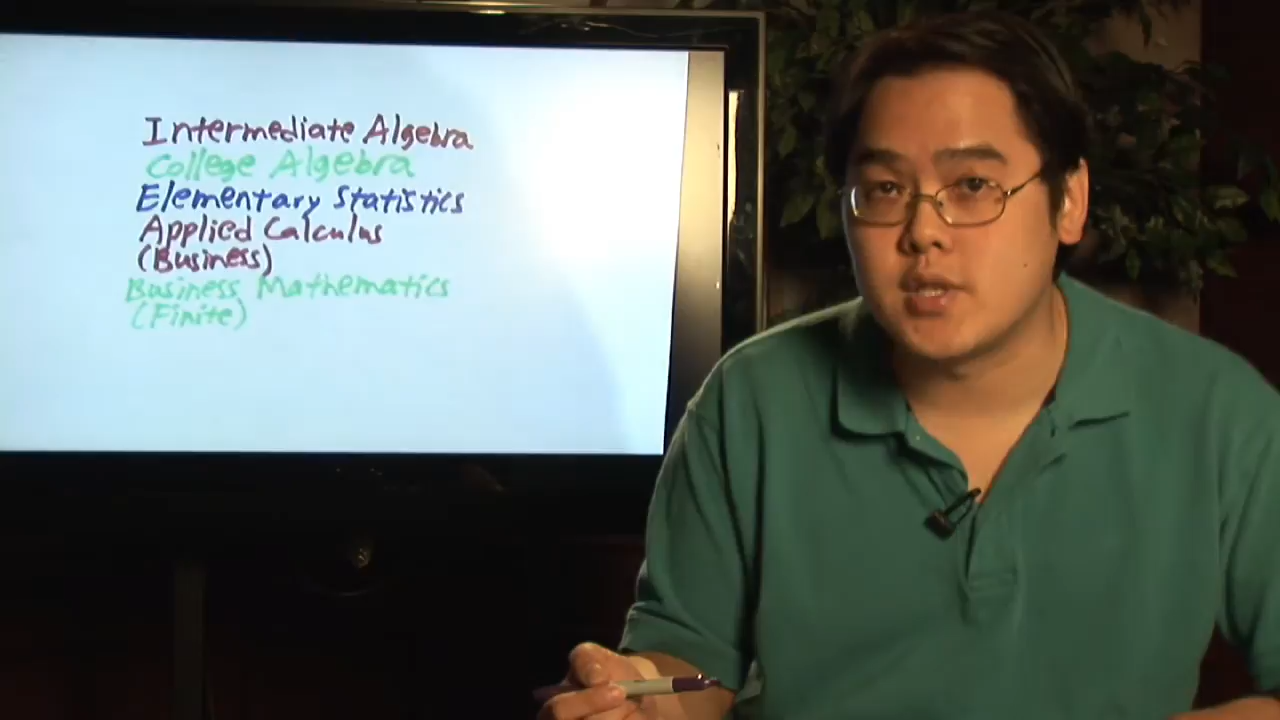 Intermediate Algebra
College Algebra
Elementary Statistics
Applied Calculus
(Business)
Business Mathematics
(Finite)